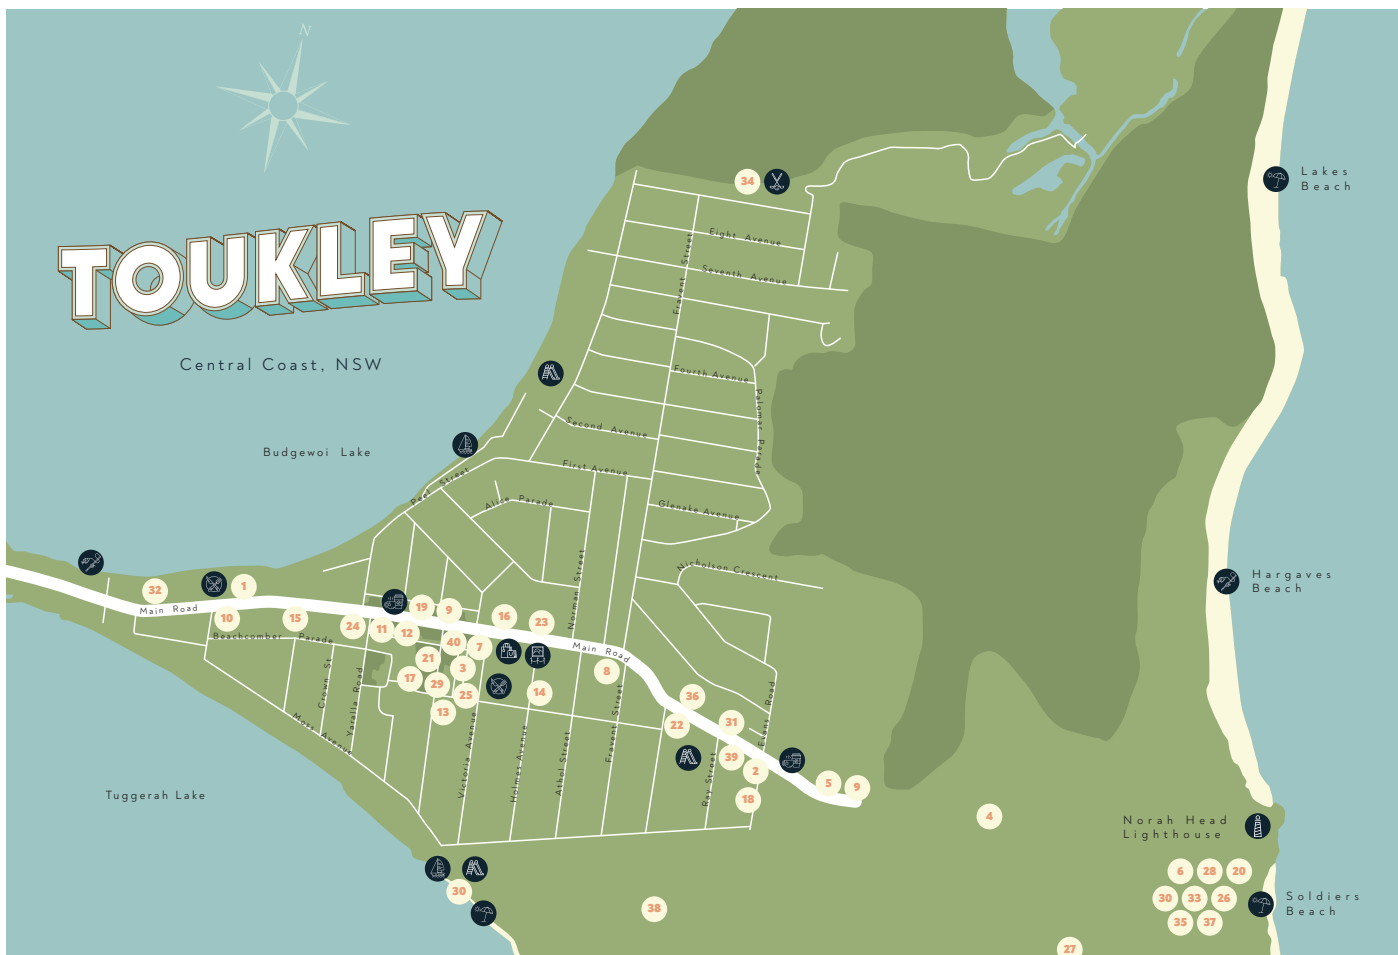 N
Lakes
Beach
34
TOUKLEY
Eight Avenue
Fravent Street
Seventh Avenue
Central Coast, NSW
Fourth Avenue
Palomar Parade
Second Avenue
Budgewoi Lake
First Avenue
Peel Street
Alice Parade
Glenake Avenue
Norman Street
Nicholson Crescent
Hargaves
Beach
32
1
Main Road
10
15
19
9
16
23
24
11
12
Beachcomber Parade
40
7
Main Road
21
3
8
17
29
25
14
13
Crown St
Yaralla Road
Moss Avenue
Victoria Avenue
Holmes Avenue
Athol Street
Fravent Street
36
22
31
Evans Road
39
Ray Street
2
5
9
18
Tuggerah Lake
4
Norah Head
Lighthouse
6
28
20
30
33
26
35
37
Soldiers
Beach
30
38
27